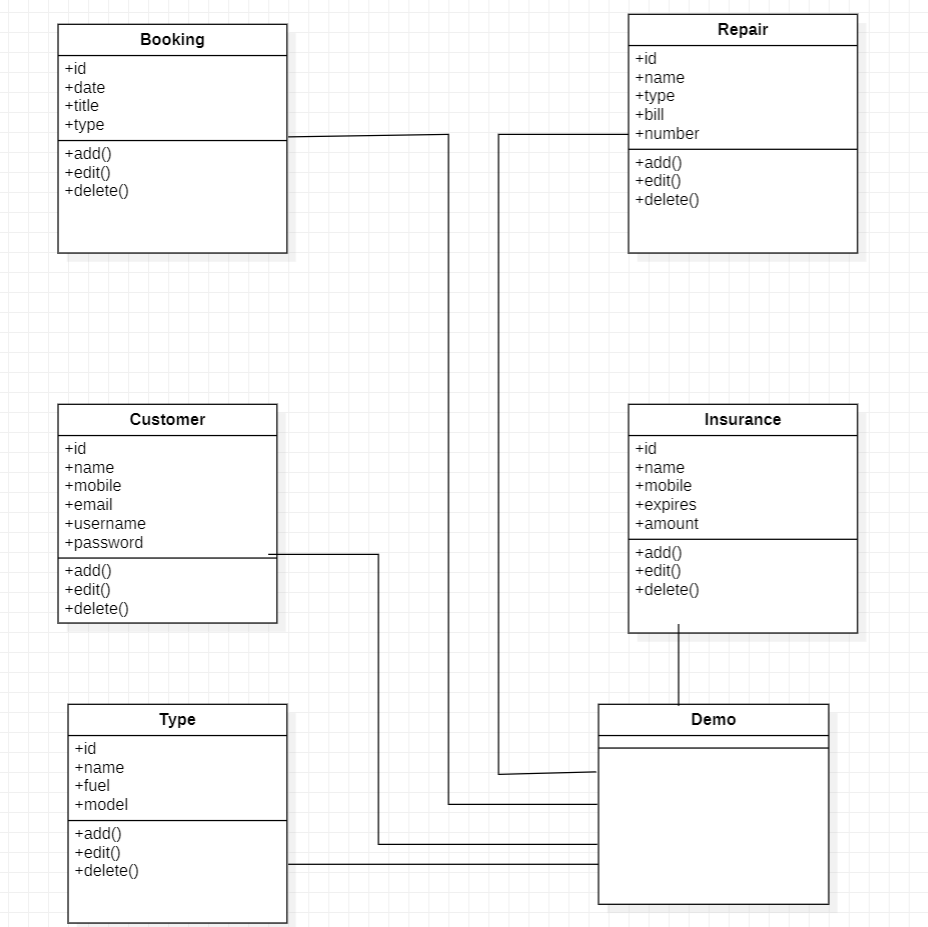 Booking
+id
+date
+title
+type
+add()
+edit()
+delete()
Repair
+id
+name
+type
+bill
+number
+add()
+edit()
+delete()
Customer
+id
+name
+mobile
+email
+username
+password
+add()
+edit()
+delete()
Insurance
+id
+name
+mobile
+expires
+amount
+add()
+edit()
+delete()
Type
+id
+name
+fuel
+model
+add()
+edit()
+delete()
Demo